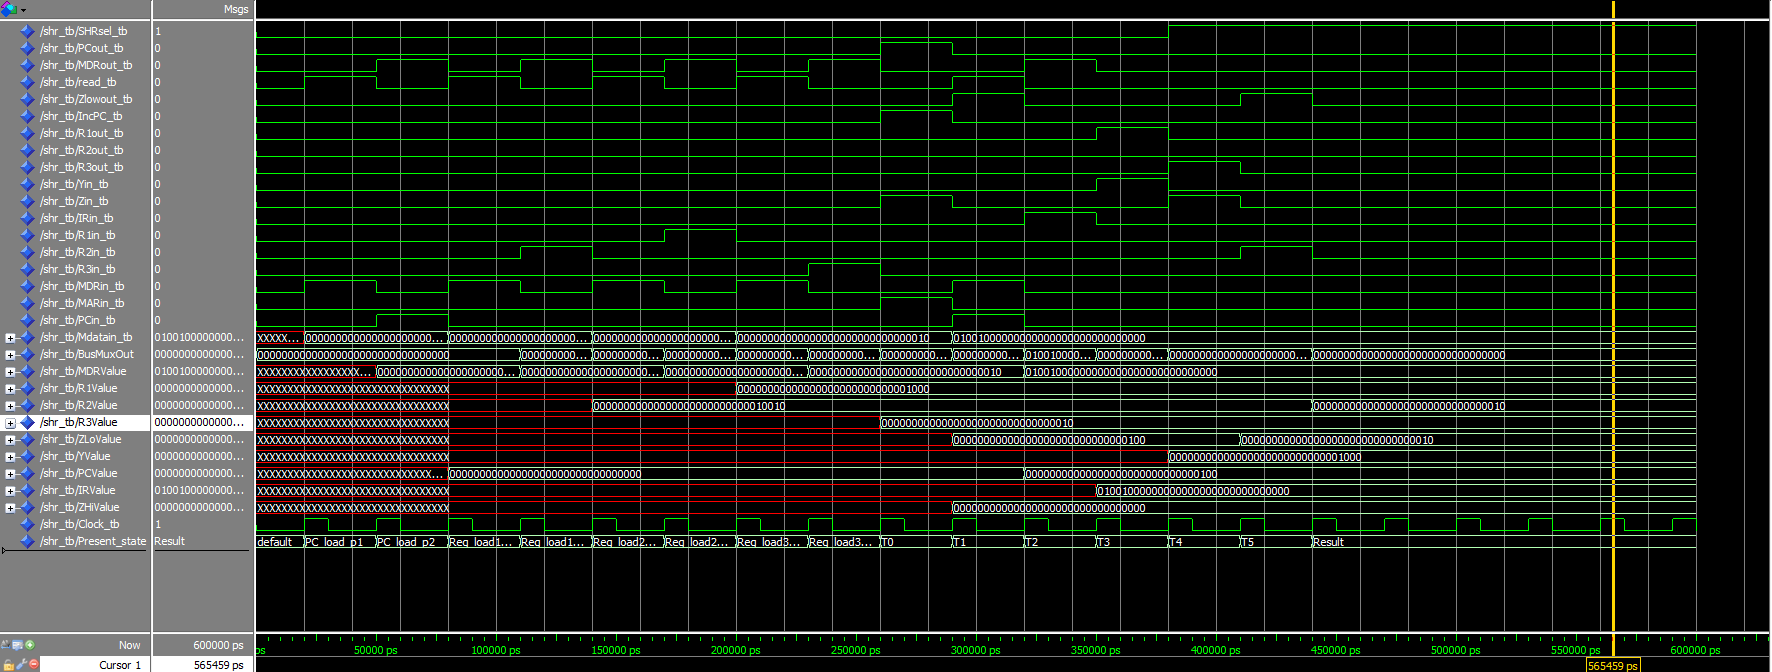 Msgs
/shr_tb/SHRsel_tb 1
/shr_tb/PCout_tb 0
/shr_tb/MDRout_tb 0
/shr_tb/read_tb 0
/shr_tb/Zlowout_tb 0
/shr_tb/IncPC_tb 0
/shr_tb/R1out_tb 0
/shr_tb/R2out_tb 0
/shr_tb/R3out_tb 0
/shr_tb/Yin_tb 0
/shr_tb/Zin_tb 0
/shr_tb/IRin_tb 0
/shr_tb/R1in_tb 0
/shr_tb/R2in_tb 0
/shr_tb/R3in_tb 0
/shr_tb/MDRin_tb 0
/shr_tb/MARin_tb 0
/shr_tb/PCin_tb 0
/shr_tb/Mdatain_tb 0100100000000...
/shr_tb/BusMuxOut 0000000000000...
/shr_tb/MDRValue 0100100000000...
/shr_tb/R1Value 0000000000000...
/shr_tb/R2Value 0000000000000...
/shr_tb/R3Value 0000000000000...
/shr_tb/ZLoValue 0000000000000...
/shr_tb/YValue 0000000000000...
/shr_tb/PCValue 0000000000000...
/shr_tb/IRValue 0100100000000...
/shr_tb/ZHiValue 0000000000000...
/shr_tb/Clock_tb 1
/shr_tb/Present_state Result default PC_load_p1 PC_load_p2 Reg_load1... Reg_load1... Reg_load2... Reg_load2... Reg_load3... Reg_load3... T0 T1 T2 T3 T4 T5 Result
Now 600000 ps ps 50000 ps 100000 ps 150000 ps 200000 ps 250000 ps 300000 ps 350000 ps 400000 ps 450000 ps 500000 ps 550000 ps 600000 ps
Cursor 1 565459 ps 565459 ps